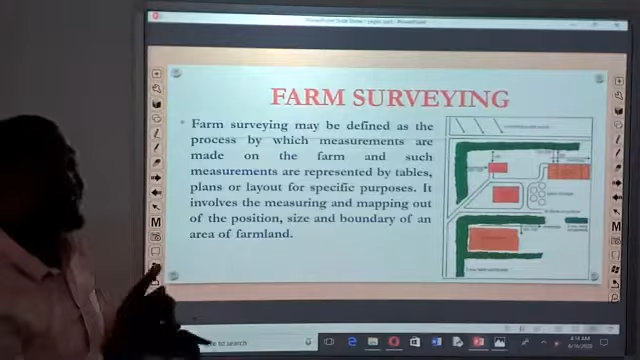 FARM SURVEYING
Farm surveying may be defined as the
process by which measurements are
made on the farm and such
measurements are represented by tables,
plans or layout for specific purposes. It
involves the measuring and mapping out
of the position, size and boundary of an
area of farmland.
M
M
to search